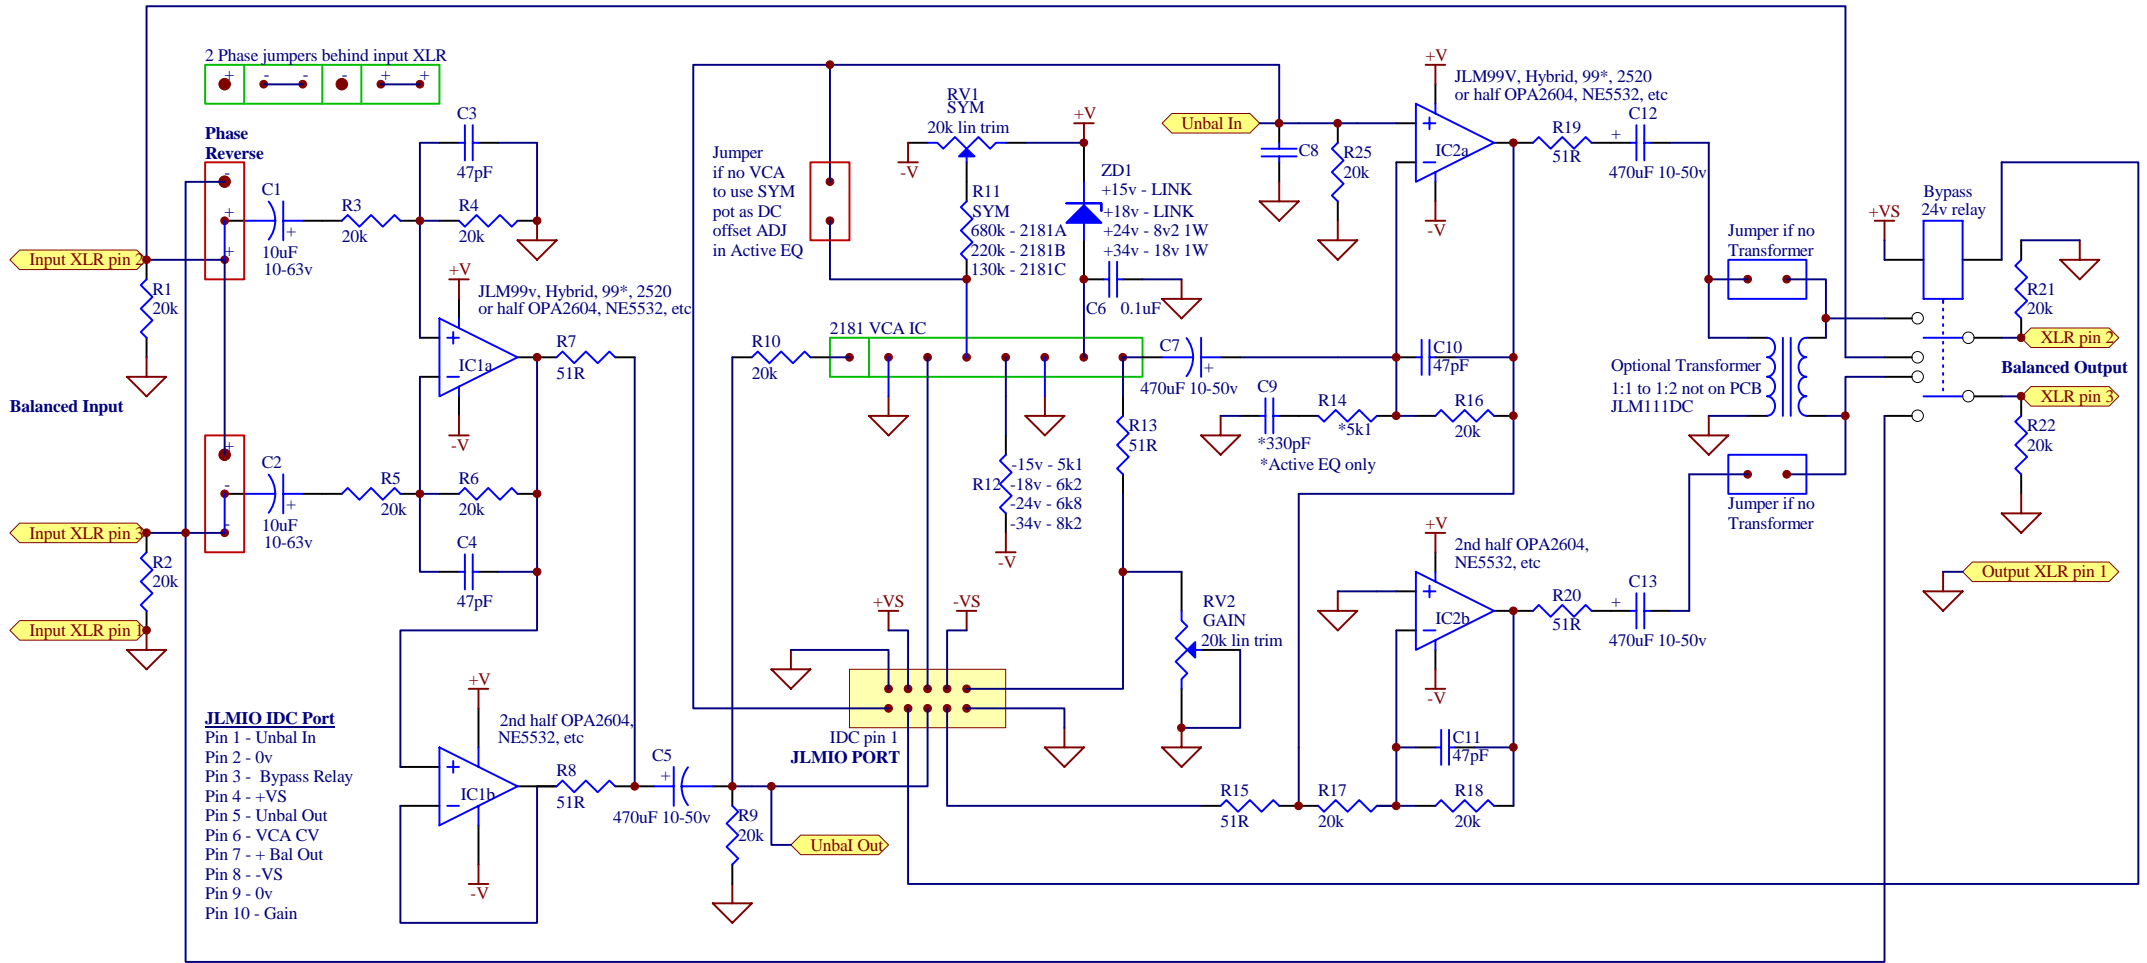 2 Phase jumpers behind input XLR
+ - - - + +
Phase
Reverse
-
+
+
+
-
-
Input XLR pin 2
Input XLR pin 3
Input XLR pin 1
Balanced Input
R1
20k
R2
20k
C1
+
10uF
10-63v
C2
+
10uF
10-63v
R3
20k
C3
47pF
R4
20k
R5
20k
R6
20k
C4
47pF
+V
JLM99v, Hybrid, 99*, 2520
or half OPA2604, NE5532, etc
+
IC1a
-
-V
R7
51R
+V
2nd half OPA2604,
NE5532, etc
+
IC1b
-
-V
R8
51R
C5
+
470uF 10-50v
R9
20k
Unbal Out
R10
20k
JLMIO IDC Port
Pin 1 - Unbal In
Pin 2 - 0v
Pin 3 - Bypass Relay
Pin 4 - +VS
Pin 5 - Unbal Out
Pin 6 - VCA CV
Pin 7 - + Bal Out
Pin 8 - -VS
Pin 9 - 0v
Pin 10 - Gain
Jumper
if no VCA
to use SYM
pot as DC
offset ADJ
in Active EQ
RV1
SYM
20k lin trim
-V
+V
R11
SYM
680k - 2181A
220k - 2181B
130k - 2181C
ZD1
+15v - LINK
+18v - LINK
+24v - 8v2 1W
+34v - 18v 1W
C6 0.1uF
2181 VCA IC
R12
-15v - 5k1
-18v - 6k2
-24v - 6k8
-34v - 8k2
-V
+VS
-VS
IDC pin 1
JLMIO PORT
C7
+
470uF 10-50v
R13
51R
RV2
GAIN
20k lin trim
Unbal In
C8
R25
20k
+V
JLM99V, Hybrid, 99*, 2520
or half OPA2604, NE5532, etc
+
IC2a
-
-V
C9
*330pF
*Active EQ only
R14
*5k1
C10
47pF
R16
20k
R15
51R
R17
20k
R18
20k
C11
47pF
+V
2nd half OPA2604,
NE5532, etc
+
IC2b
-
-V
R19
51R
C12
+
470uF 10-50v
R20
51R
C13
+
470uF 10-50v
Jumper if no
Transformer
Optional Transformer
1:1 to 1:2 not on PCB
JLM111DC
Jumper if no
Transformer
Bypass
24v relay
+VS
R21
20k
XLR pin 2
Balanced Output
XLR pin 3
R22
20k
Output XLR pin 1